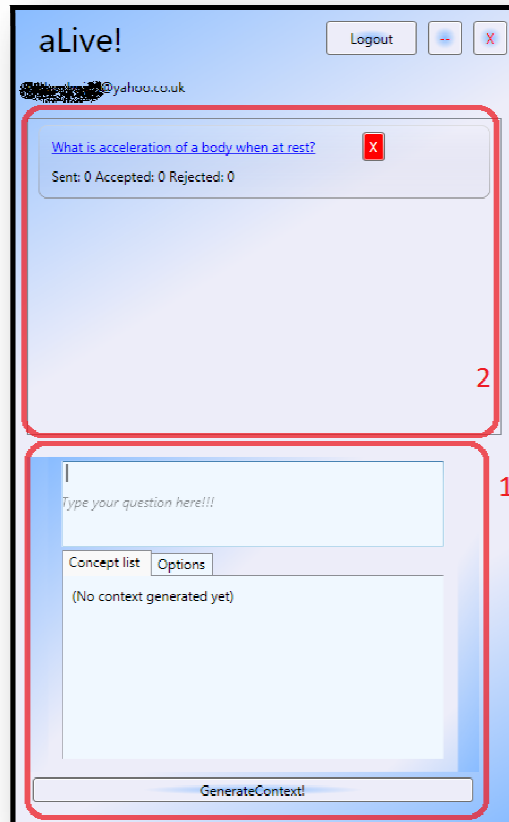 aLive!
Logout -- X
@yahoo.co.uk
What is acceleration of a body when at rest? X
Sent: 0 Accepted: 0 Rejected: 0
2
1
Type your question here!!!
Concept list Options
(No context generated yet)
GenerateContext!